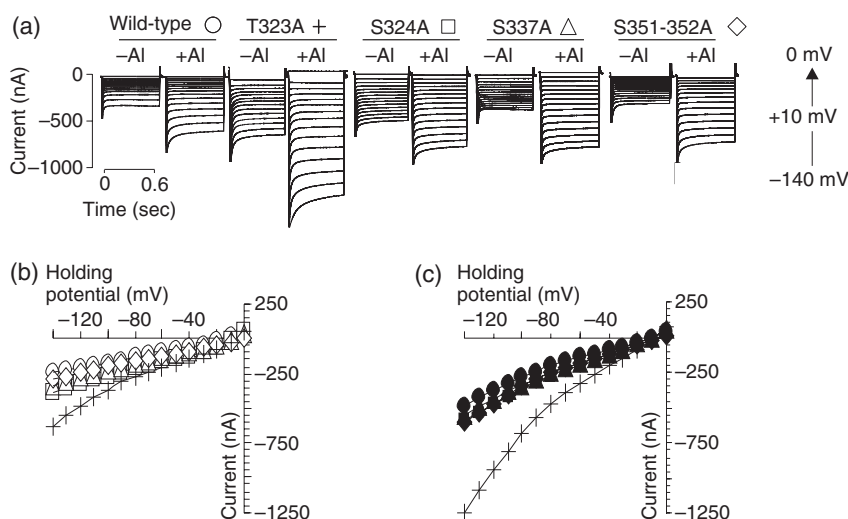 (a) Wild-type ○ T323A + S324A □ S337A △ S351-352A ◇
–Al +Al –Al +Al –Al +Al –Al +Al –Al +Al
0 mV
+10 mV
–140 mV
Current (nA)
0
–500
–1000
0 0.6
Time (sec)
(b) Holding potential (mV)
–120 –80 –40
250
–250
–750
–1250
Current (nA)
(c) Holding potential (mV)
–120 –80 –40
250
–250
–750
–1250
Current (nA)